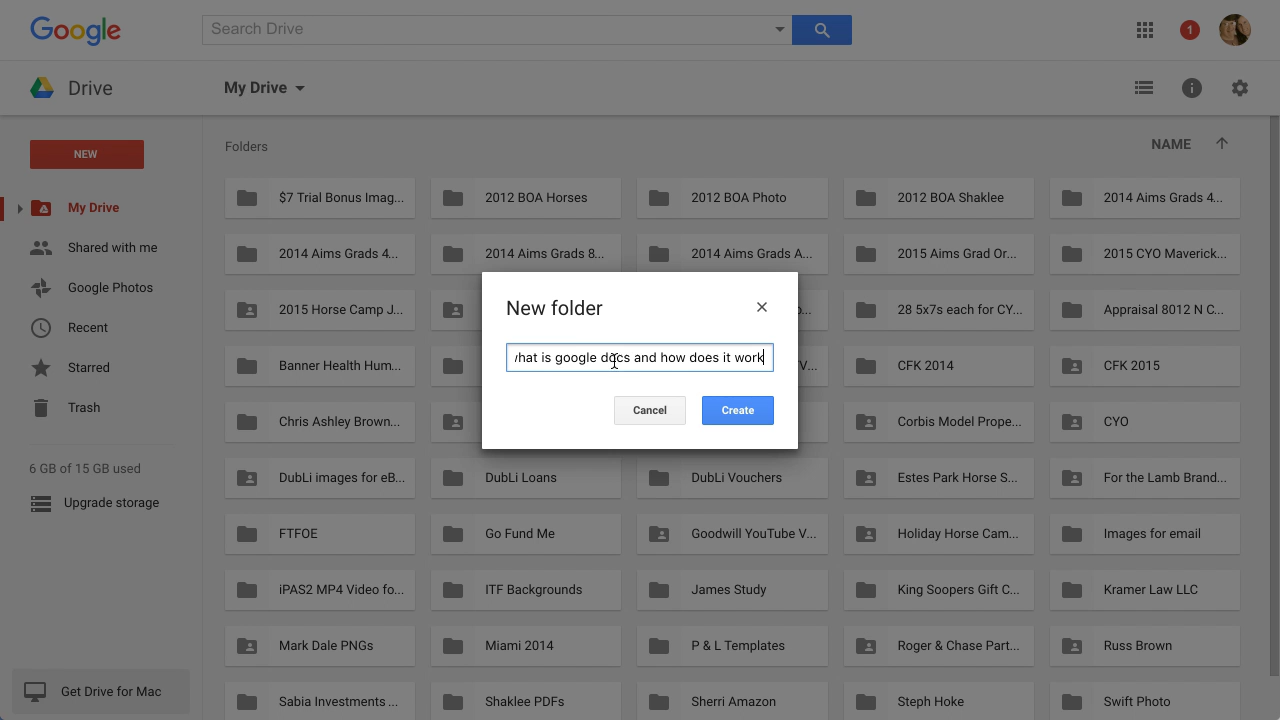 Google
Search Drive
1
Drive
My Drive
NEW
Folders
NAME
My Drive
Shared with me
Google Photos
Recent
Starred
Trash
6 GB of 15 GB used
Upgrade storage
Get Drive for Mac
$7 Trial Bonus Imag...
2012 BOA Horses
2012 BOA Photo
2012 BOA Shaklee
2014 Aims Grads 4...
2014 Aims Grads 4...
2014 Aims Grads 8...
2014 Aims Grads A...
2015 Aims Grad Or...
2015 CYO Maverick...
2015 Horse Camp J...
28 5x7s each for CY...
Appraisal 8012 N C...
Banner Health Hum...
CFK 2014
CFK 2015
Chris Ashley Brown...
Corbis Model Prope...
CYO
New folder
what is google docs and how does it work
Cancel
Create
DubLi images for eB...
DubLi Loans
DubLi Vouchers
Estes Park Horse S...
For the Lamb Brand...
FTFOE
Go Fund Me
Goodwill YouTube V...
Holiday Horse Cam...
Images for email
iPAS2 MP4 Video fo...
ITF Backgrounds
James Study
King Soopers Gift C...
Kramer Law LLC
Mark Dale PNGs
Miami 2014
P & L Templates
Roger & Chase Part...
Russ Brown
Sabia Investments ...
Shaklee PDFs
Sherri Amazon
Steph Hoke
Swift Photo